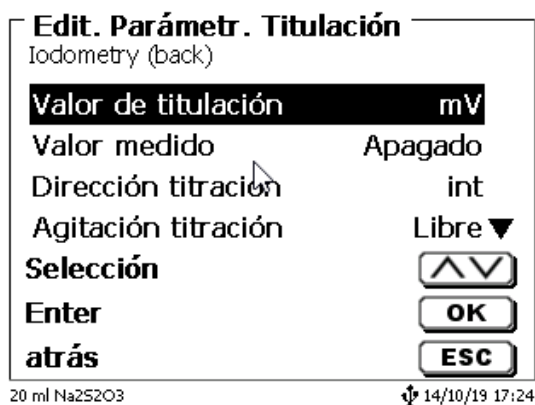 Edit. Parámetr. Titulación
Iodometry (back)
Valor de titulación mV
Valor medido Apagado
Dirección titración int
Agitación titración Libre
Selección
Enter OK
atrás ESC
20 ml Na2S2O3 14/10/19 17:24